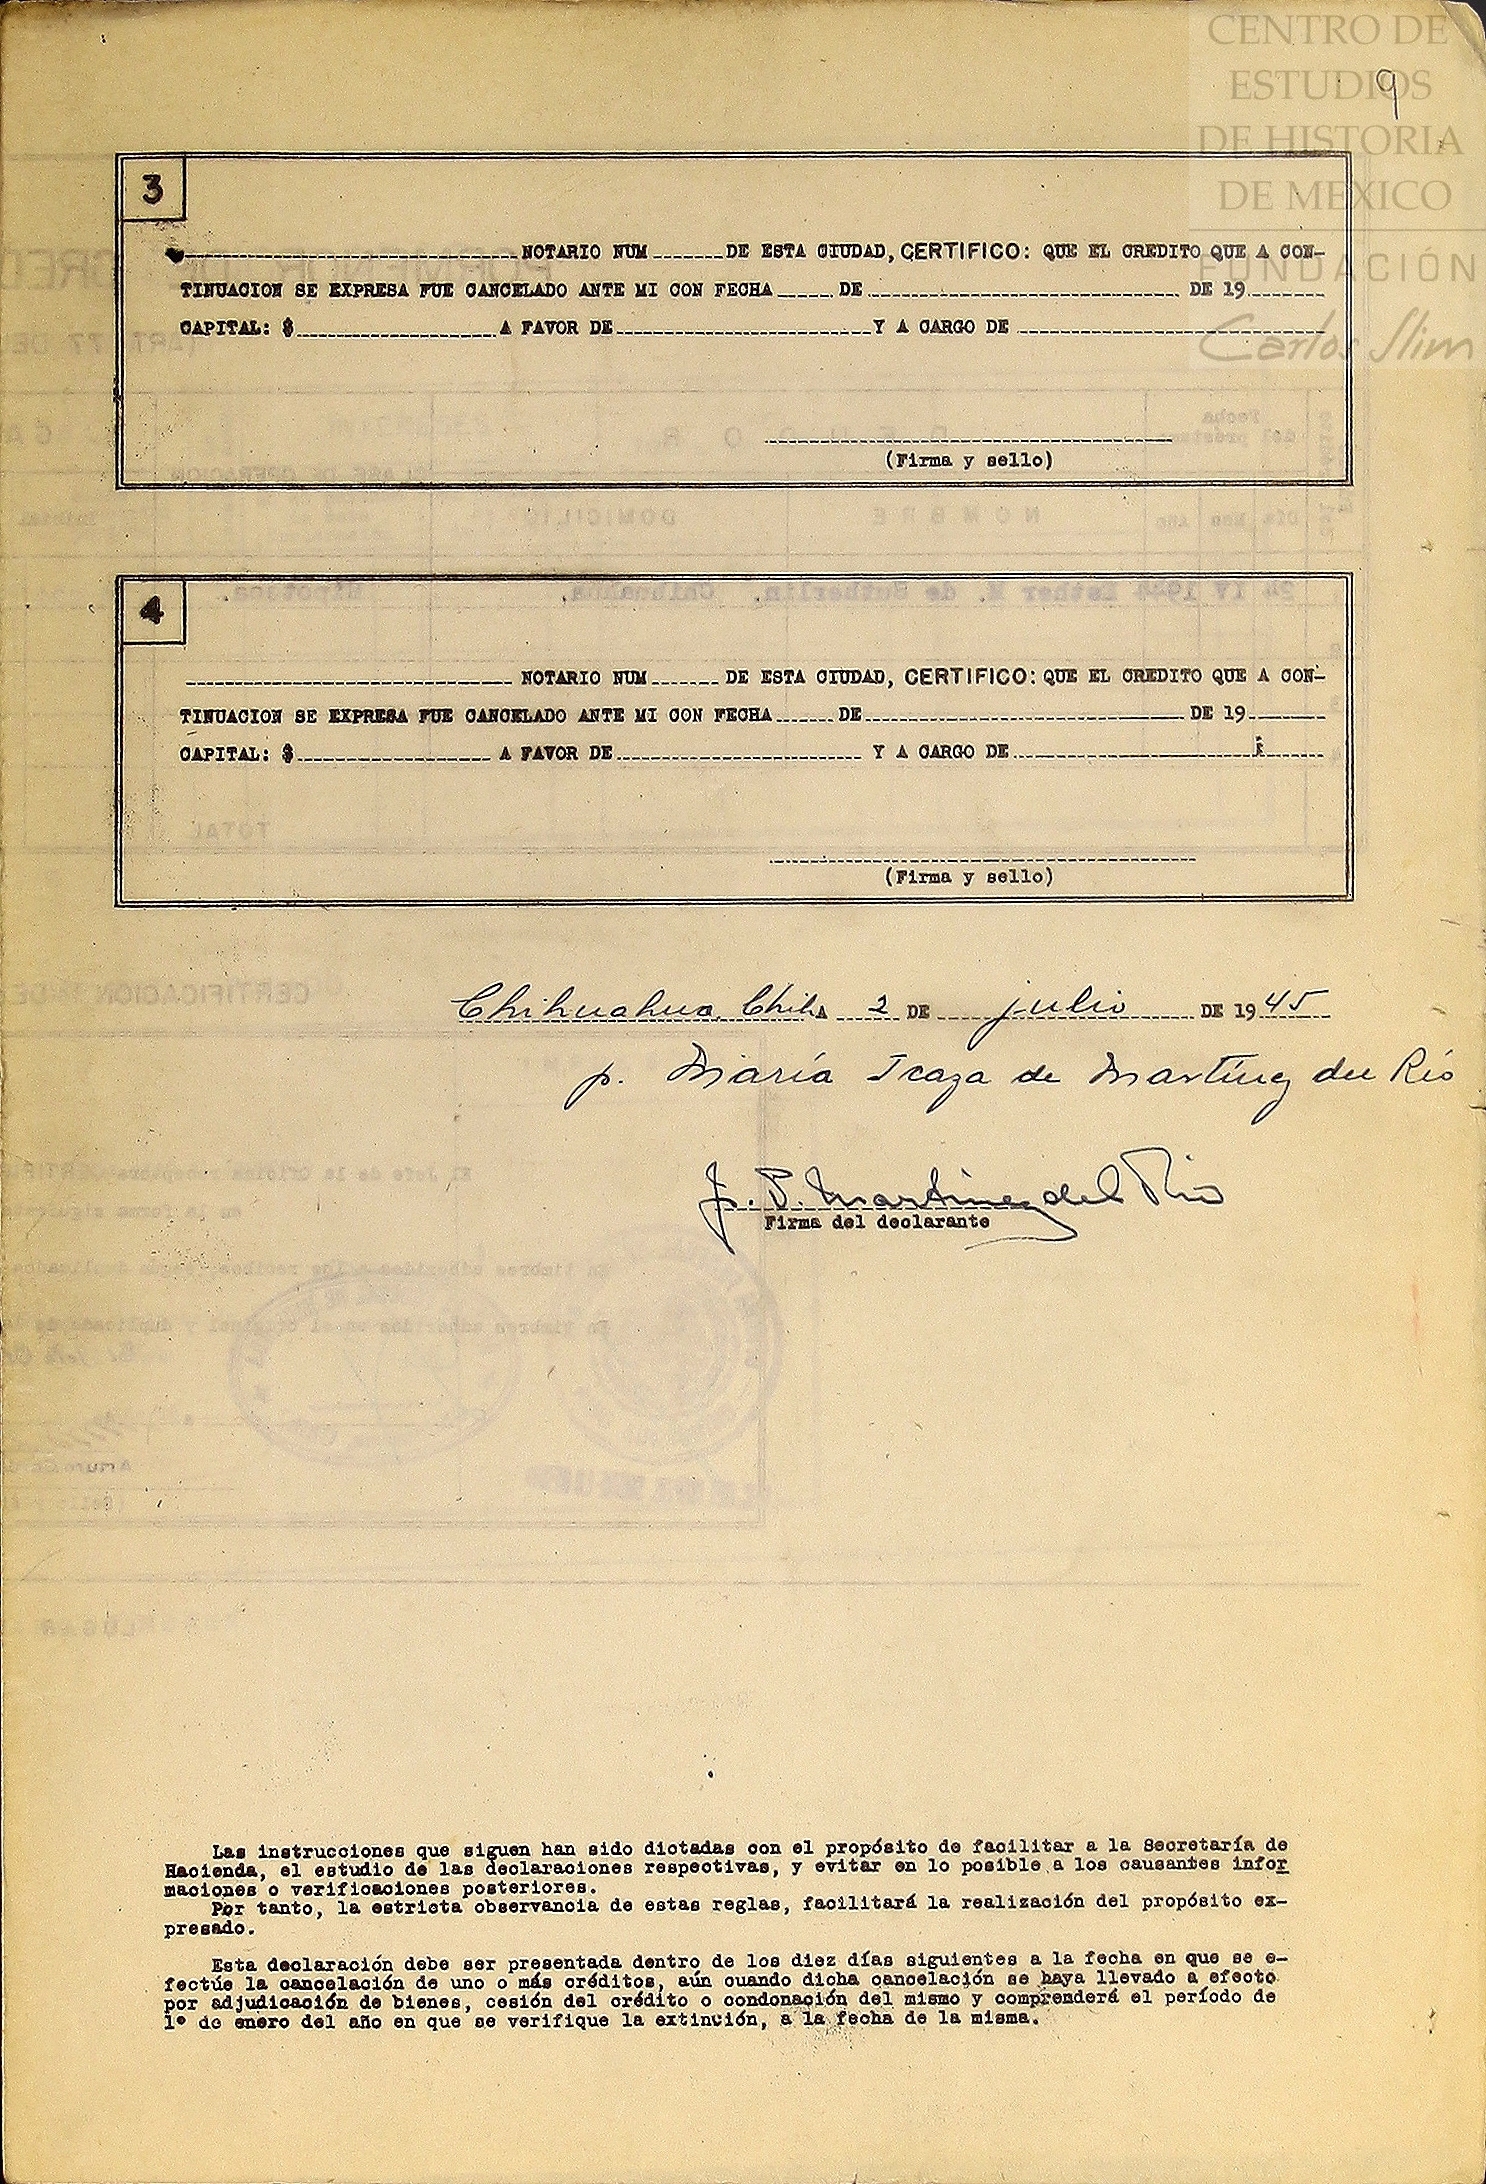 CENTRO DE
ESTUDIOS
DE HISTORIA
DE MEXICO
FUNDACIÓN
Carlos Slim
9
3
NOTARIO NUM DE ESTA CIUDAD, CERTIFICO: QUE EL CREDITO QUE A CON-
TINUACION SE EXPRESA FUE CANCELADO ANTE MI CON FECHA DE DE 19
CAPITAL: $ A FAVOR DE Y A CARGO DE
(Firma y sello)
4
NOTARIO NUM DE ESTA CIUDAD, CERTIFICO: QUE EL CREDITO QUE A CON-
TINUACION SE EXPRESA FUE CANCELADO ANTE MI CON FECHA DE DE 19
CAPITAL: $ A FAVOR DE Y A CARGO DE
(Firma y sello)
Chihuahua, Chih. A 2 DE julio DE 1945
p. María Icaza de Martínez del Río
p. P. Martinez del Rio
Firma del declarante
Las instrucciones que siguen han sido dictadas con el propósito de facilitar a la Secretaría de
Hacienda, el estudio de las declaraciones respectivas, y evitar en lo posible a los causantes infor
maciones o verificaciones posteriores.
Por tanto, la estricta observancia de estas reglas, facilitará la realización del propósito ex-
presado.
Esta declaración debe ser presentada dentro de los diez días siguientes a la fecha en que se e-
fectúe la cancelación de uno o más créditos, aún cuando dicha cancelación se haya llevado a efecto
por adjudicación de bienes, cesión del crédito o condonación del mismo y comprenderá el período de
1º de enero del año en que se verifique la extinción, a la fecha de la misma.